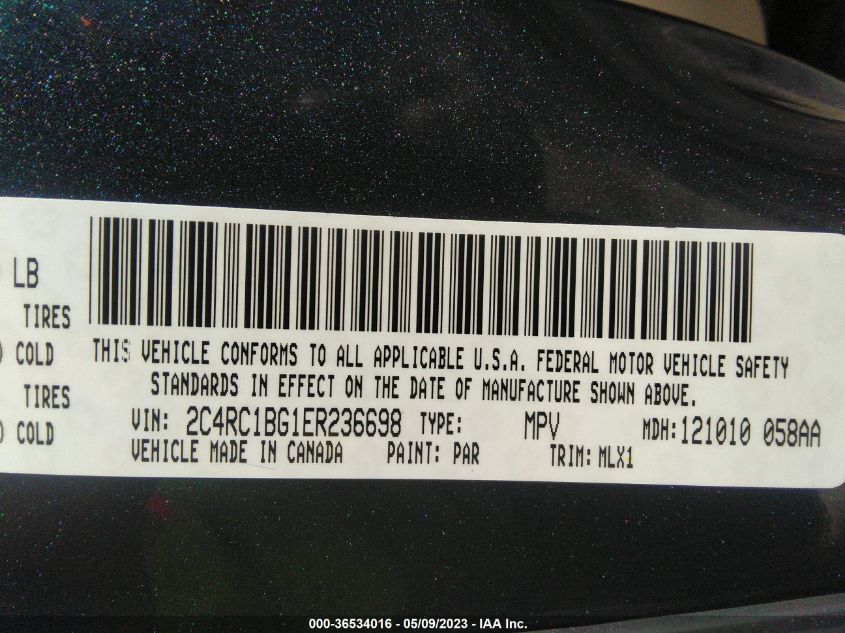 LB
TIRES
COLD
TIRES
COLD
THIS VEHICLE CONFORMS TO ALL APPLICABLE U.S.A. FEDERAL MOTOR VEHICLE SAFETY
STANDARDS IN EFFECT ON THE DATE OF MANUFACTURE SHOWN ABOVE.
VIN: 2C4RC1BG1ER236698 TYPE: MPV MDH:121010 058AA
VEHICLE MADE IN CANADA PAINT: PAR TRIM: MLX1
000-36534016 - 05/09/2023 - IAA Inc.